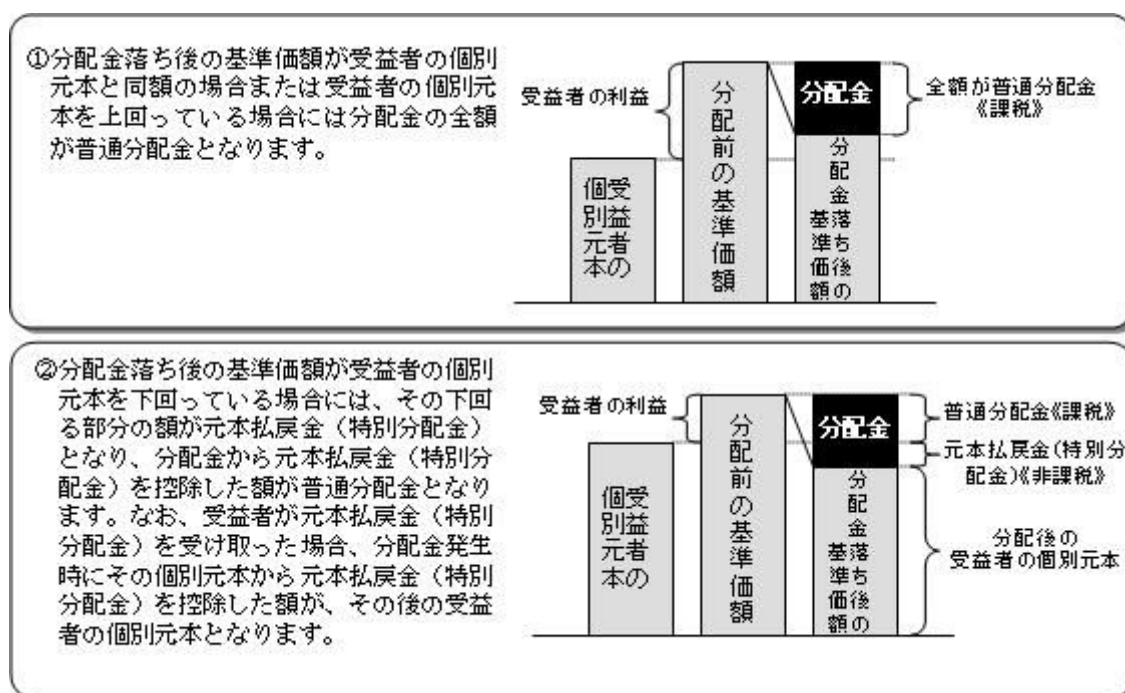 ①分配金落ち後の基準価額が受益者の個別
元本と同額の場合または受益者の個別元
本を上回っている場合には分配金の全額
が普通分配金となります。
受益者の利益
受益者の
個別元本
分配前の基準価額
分配金
分配金落ち後の
基準価額
全額が普通分配金
《課税》
②分配金落ち後の基準価額が受益者の個別
元本を下回っている場合には、その下回
る部分の額が元本払戻金（特別分配金）
となり、分配金から元本払戻金（特別分
配金）を控除した額が普通分配金となり
ます。なお、受益者が元本払戻金（特別
分配金）を受け取った場合、分配金発生
時にその個別元本から元本払戻金（特別
分配金）を控除した額が、その後の受益
者の個別元本となります。
受益者の利益
受益者の
個別元本
分配前の基準価額
分配金
分配金落ち後の
基準価額
普通分配金《課税》
元本払戻金（特別分
配金）《非課税》
分配後の
受益者の個別元本